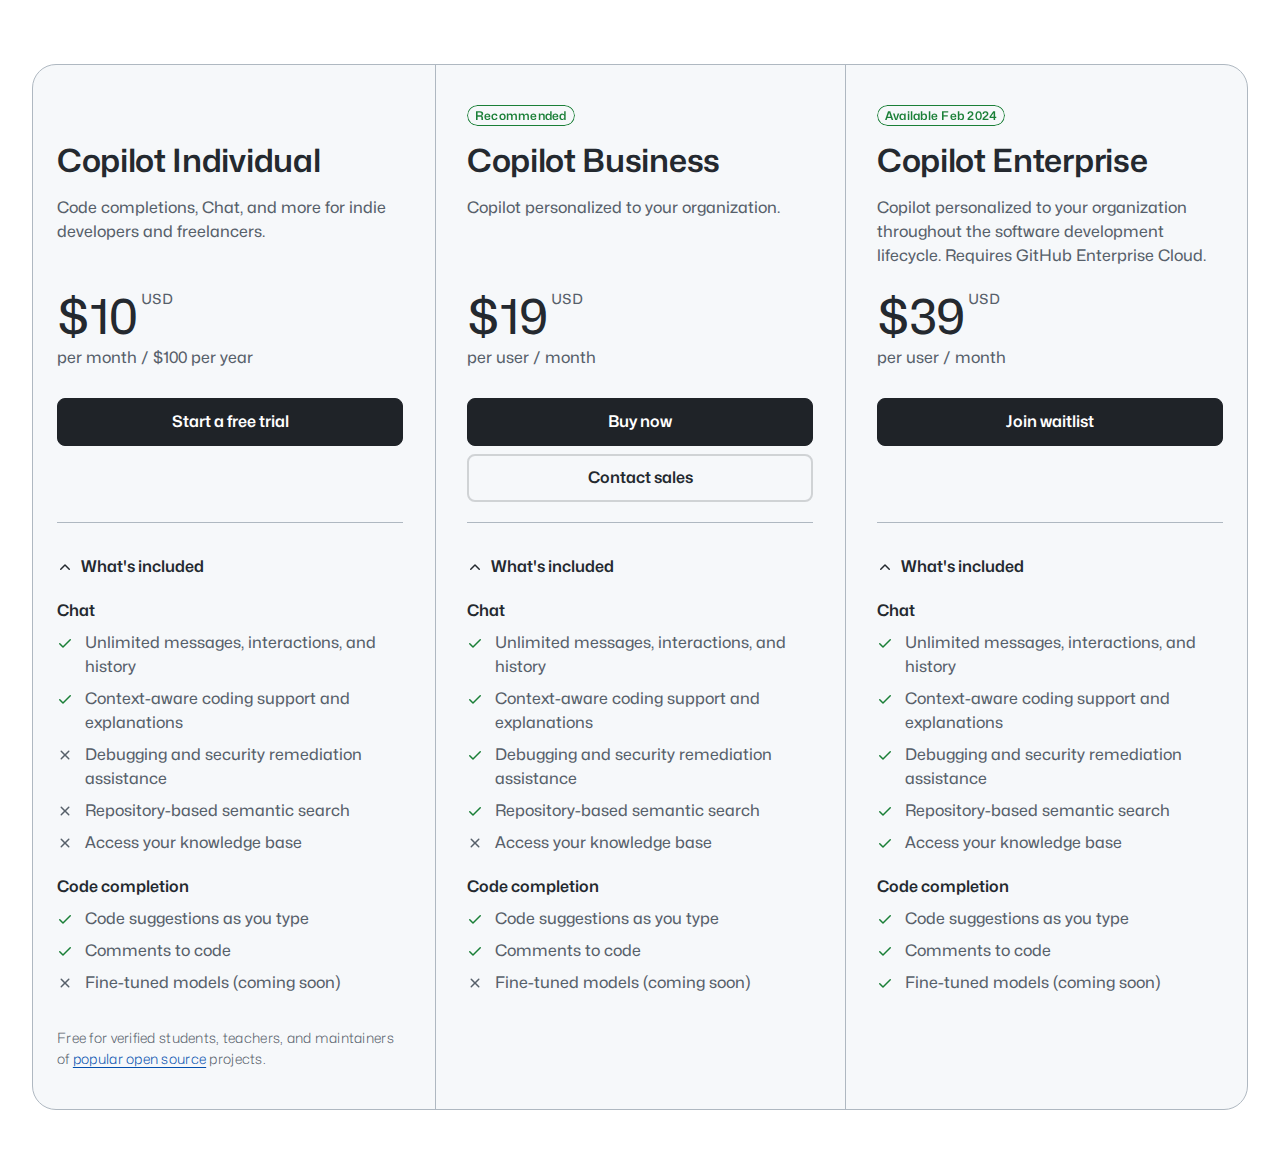 Copilot Individual
Code completions, Chat, and more for indie
developers and freelancers.
$10 USD
per month / $100 per year
Start a free trial
What's included
Chat
Unlimited messages, interactions, and
history
Context-aware coding support and
explanations
Debugging and security remediation
assistance
Repository-based semantic search
Access your knowledge base
Code completion
Code suggestions as you type
Comments to code
Fine-tuned models (coming soon)
Free for verified students, teachers, and maintainers
of popular open source projects.
Recommended
Copilot Business
Copilot personalized to your organization.
$19 USD
per user / month
Buy now
Contact sales
What's included
Chat
Unlimited messages, interactions, and
history
Context-aware coding support and
explanations
Debugging and security remediation
assistance
Repository-based semantic search
Access your knowledge base
Code completion
Code suggestions as you type
Comments to code
Fine-tuned models (coming soon)
Available Feb 2024
Copilot Enterprise
Copilot personalized to your organization
throughout the software development
lifecycle. Requires GitHub Enterprise Cloud.
$39 USD
per user / month
Join waitlist
What's included
Chat
Unlimited messages, interactions, and
history
Context-aware coding support and
explanations
Debugging and security remediation
assistance
Repository-based semantic search
Access your knowledge base
Code completion
Code suggestions as you type
Comments to code
Fine-tuned models (coming soon)